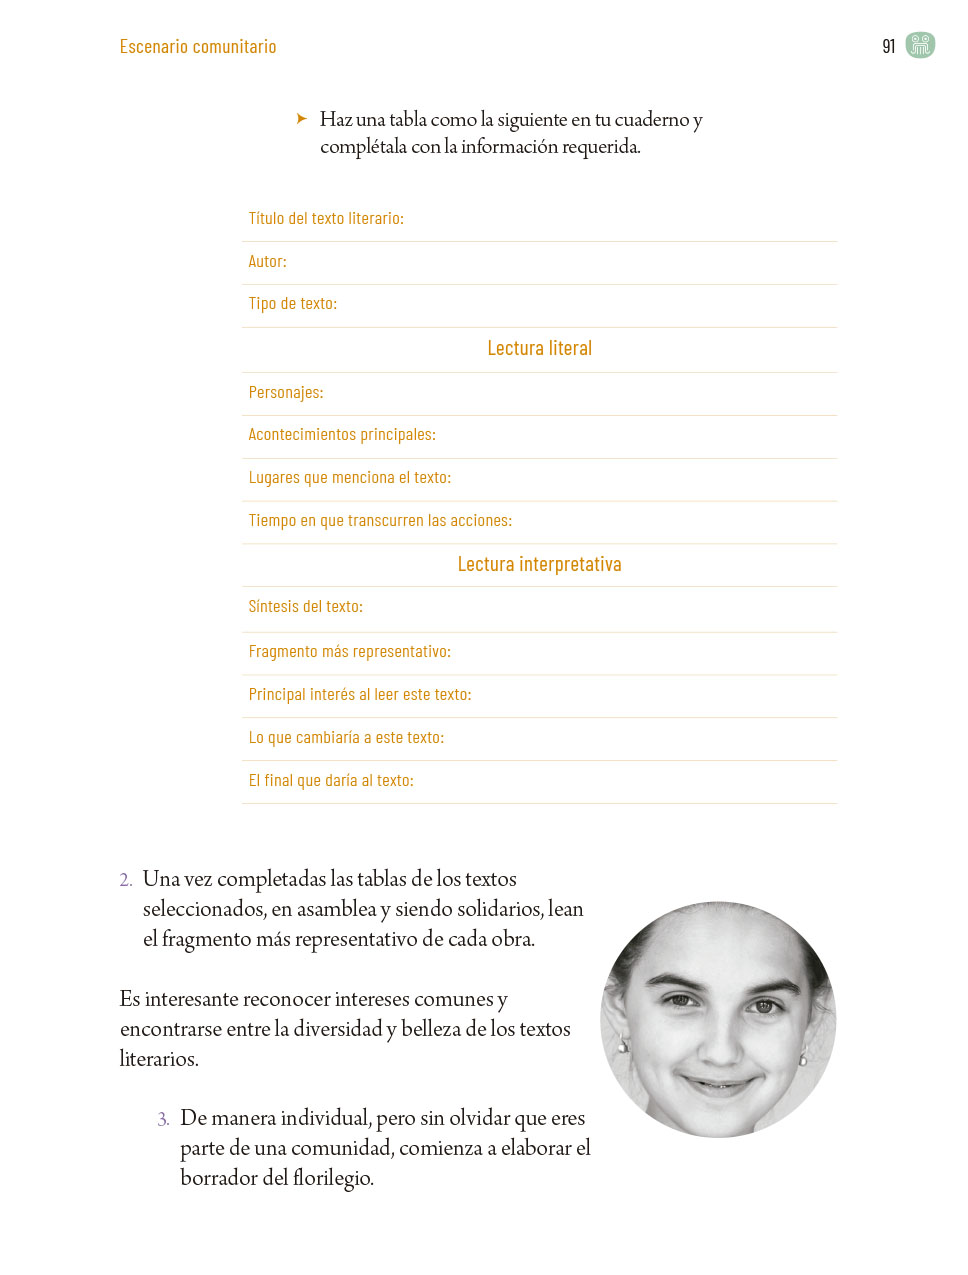 Escenario comunitario
91
Haz una tabla como la siguiente en tu cuaderno y
complétala con la información requerida.
Título del texto literario:
Autor:
Tipo de texto:
Lectura literal
Personajes:
Acontecimientos principales:
Lugares que menciona el texto:
Tiempo en que transcurren las acciones:
Lectura interpretativa
Síntesis del texto:
Fragmento más representativo:
Principal interés al leer este texto:
Lo que cambiaría a este texto:
El final que daría al texto:
2. Una vez completadas las tablas de los textos
seleccionados, en asamblea y siendo solidarios, lean
el fragmento más representativo de cada obra.
Es interesante reconocer intereses comunes y
encontrarse entre la diversidad y belleza de los textos
literarios.
3. De manera individual, pero sin olvidar que eres
parte de una comunidad, comienza a elaborar el
borrador del florilegio.